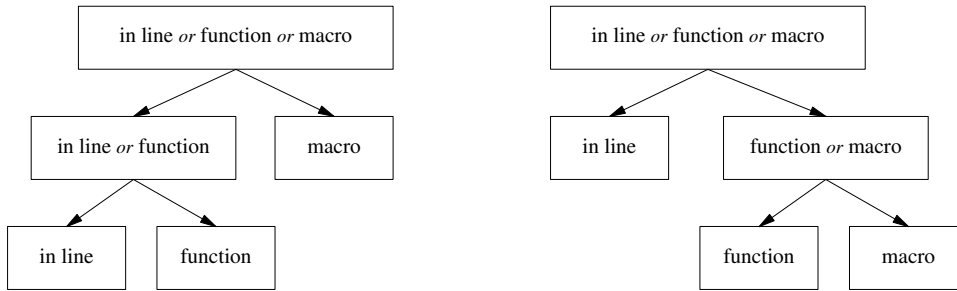 in line or function or macro
in line or function
macro
in line
function
in line or function or macro
in line
function or macro
function
macro